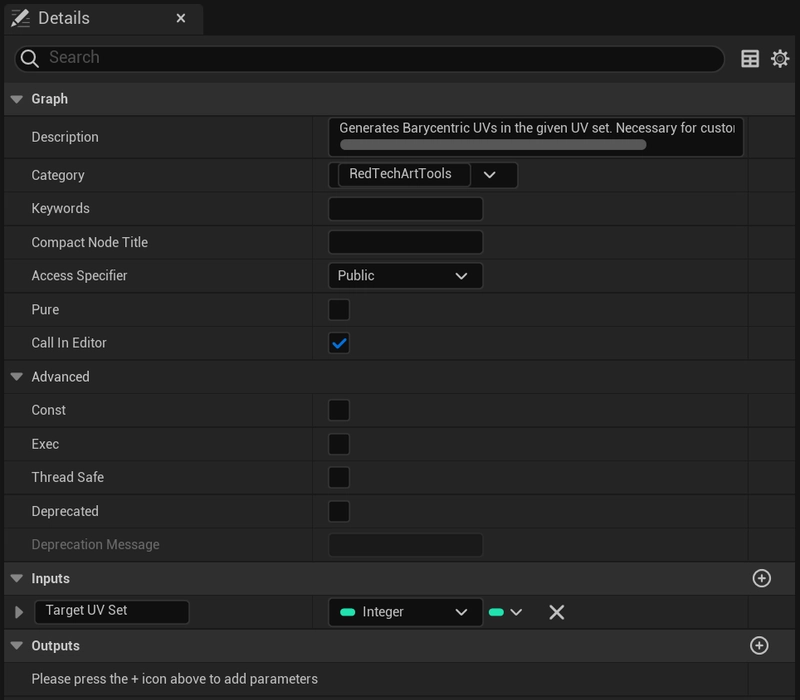 Details
Search
Graph
Description
Generates Barycentric UVs in the given UV set. Necessary for custo
Category
RedTechArtTools
Keywords
Compact Node Title
Access Specifier
Public
Pure
Call In Editor
Advanced
Const
Exec
Thread Safe
Deprecated
Deprecation Message
Inputs
Target UV Set
Integer
Outputs
Please press the + icon above to add parameters